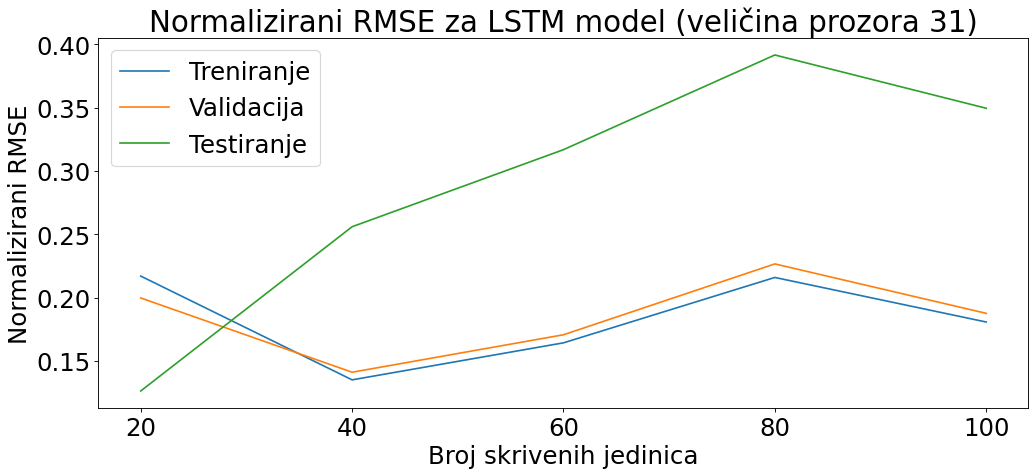 Normalizirani RMSE za LSTM model (veličina prozora 31)
Treniranje
Validacija
Testiranje
Normalizirani RMSE
0.40
0.35
0.30
0.25
0.20
0.15
20 40 60 80 100
Broj skrivenih jedinica